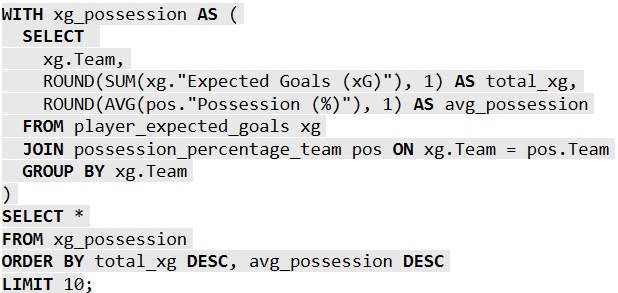 WITH xg_possession AS (
  SELECT
    xg.Team,
    ROUND(SUM(xg."Expected Goals (xG)"), 1) AS total_xg,
    ROUND(AVG(pos."Possession (%)"), 1) AS avg_possession
  FROM player_expected_goals xg
  JOIN possession_percentage_team pos ON xg.Team = pos.Team
  GROUP BY xg.Team
)
SELECT *
FROM xg_possession
ORDER BY total_xg DESC, avg_possession DESC
LIMIT 10;